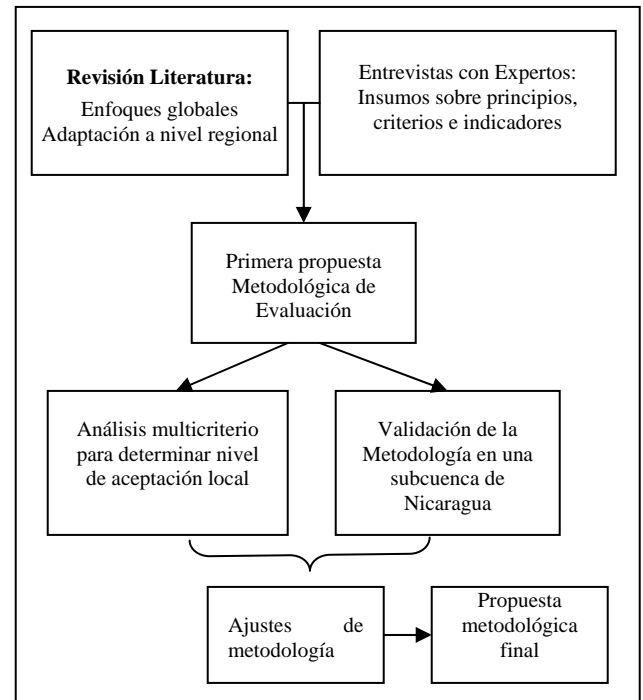 Revisión Literatura:
Enfoques globales
Adaptación a nivel regional
Entrevistas con Expertos:
Insumos sobre principios,
criterios e indicadores
Primera propuesta
Metodológica de
Evaluación
Análisis multicriterio
para determinar nivel
de aceptación local
Validación de la
Metodología en una
subcuenca de
Nicaragua
Ajustes de
metodología
Propuesta
metodológica
final